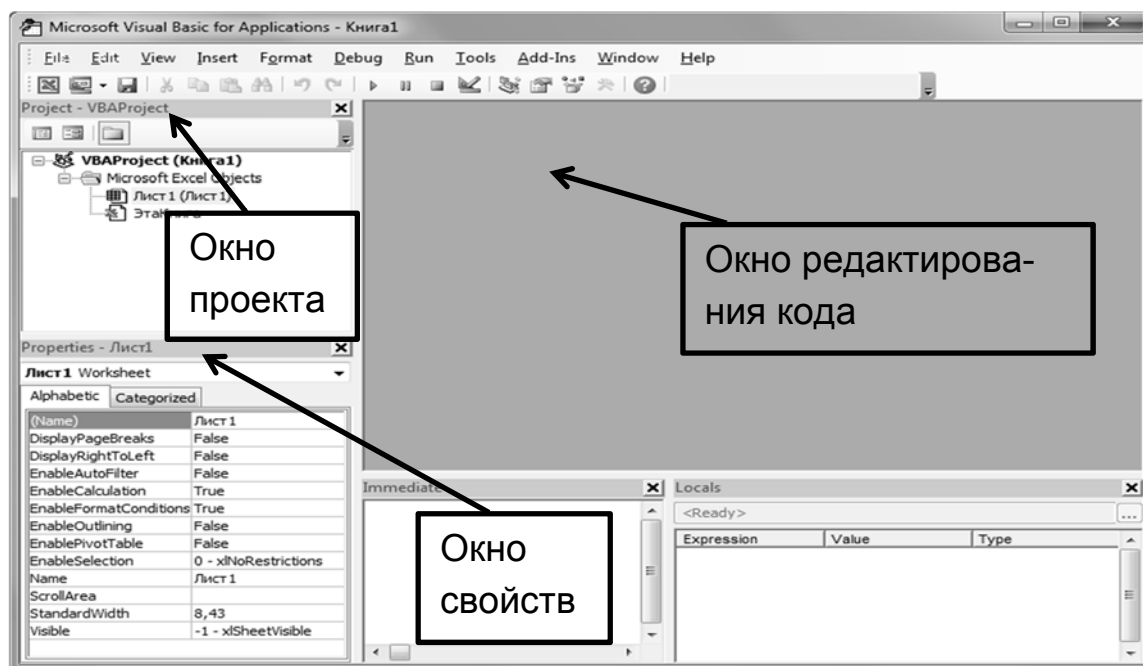 Microsoft Visual Basic for Applications - Книга1
File Edit View Insert Format Debug Run Tools Add-Ins Window Help
Project - VBAProject
VBAProject (Книга1)
Microsoft Excel Objects
Лист1 (Лист1)
ЭтаКнига
Окно
проекта
Окно редактирова-
ния кода
Properties - Лист1
Лист1 Worksheet
Alphabetic Categorized
(Name) Лист1
DisplayPageBreaks False
DisplayRightToLeft False
EnableAutoFilter False
EnableCalculation True
EnableFormatConditions True
EnableOutlining False
EnablePivotTable False
EnableSelection 0 - xlNoRestrictions
Name Лист1
ScrollArea
StandardWidth 8,43
Visible -1 - xlSheetVisible
Immediate
Окно
свойств
Locals
<Ready>
...
Expression Value Type